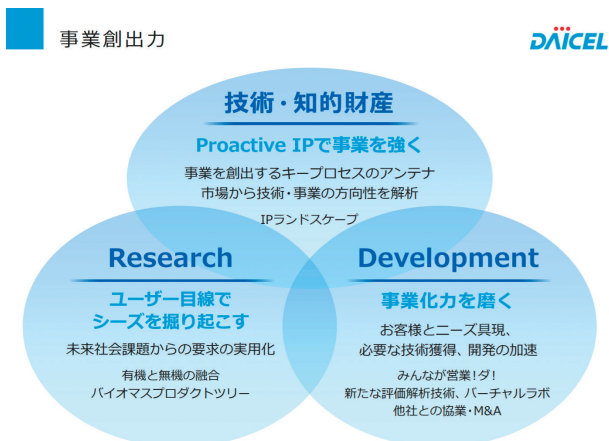 事業創出力
DAICEL
技術・知的財産
Proactive IPで事業を強く
事業を創出するキープロセスのアンテナ
市場から技術・事業の方向性を解析
IPランドスケープ
Research
ユーザー目線で
シーズを掘り起こす
未来社会課題からの要求の実用化
有機と無機の融合
バイオマスプロダクトツリー
Development
事業化力を磨く
お客様とニーズ具現、
必要な技術獲得、開発の加速
みんなが営業！ダ！
新たな評価解析技術、バーチャルラボ
他社との協業・M&A